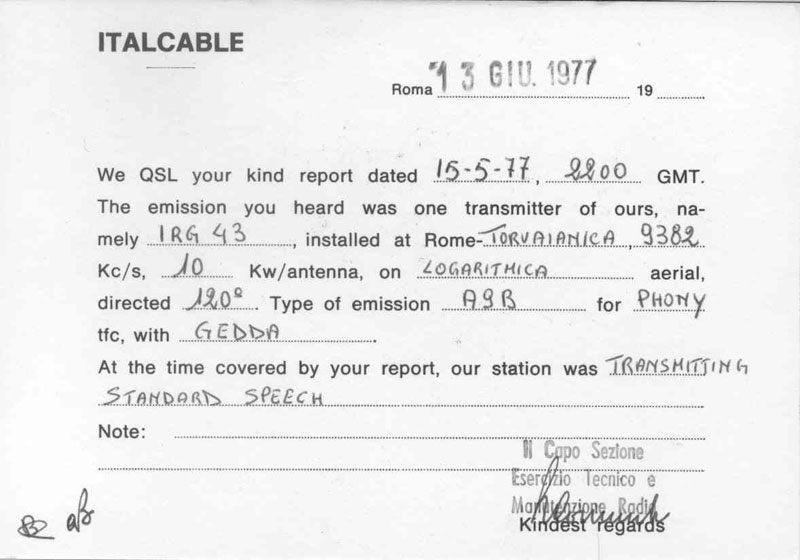 ITALCABLE
Roma 13 GIU. 1977 19
We QSL your kind report dated 15-5-77, 2200 GMT.
The emission you heard was one transmitter of ours, na-
mely IRG 43, installed at Rome-TORVAIANICA, 9382
Kc/s, 10 Kw/antenna, on LOGARITHICA aerial,
directed 120°. Type of emission A9B for PHONY
tfc, with GEDDA.
At the time covered by your report, our station was TRANSMITTING
STANDARD SPEECH
Note:
Il Capo Sezione
Esercizio Tecnico e
Manutenzione Radio
Kindest regards